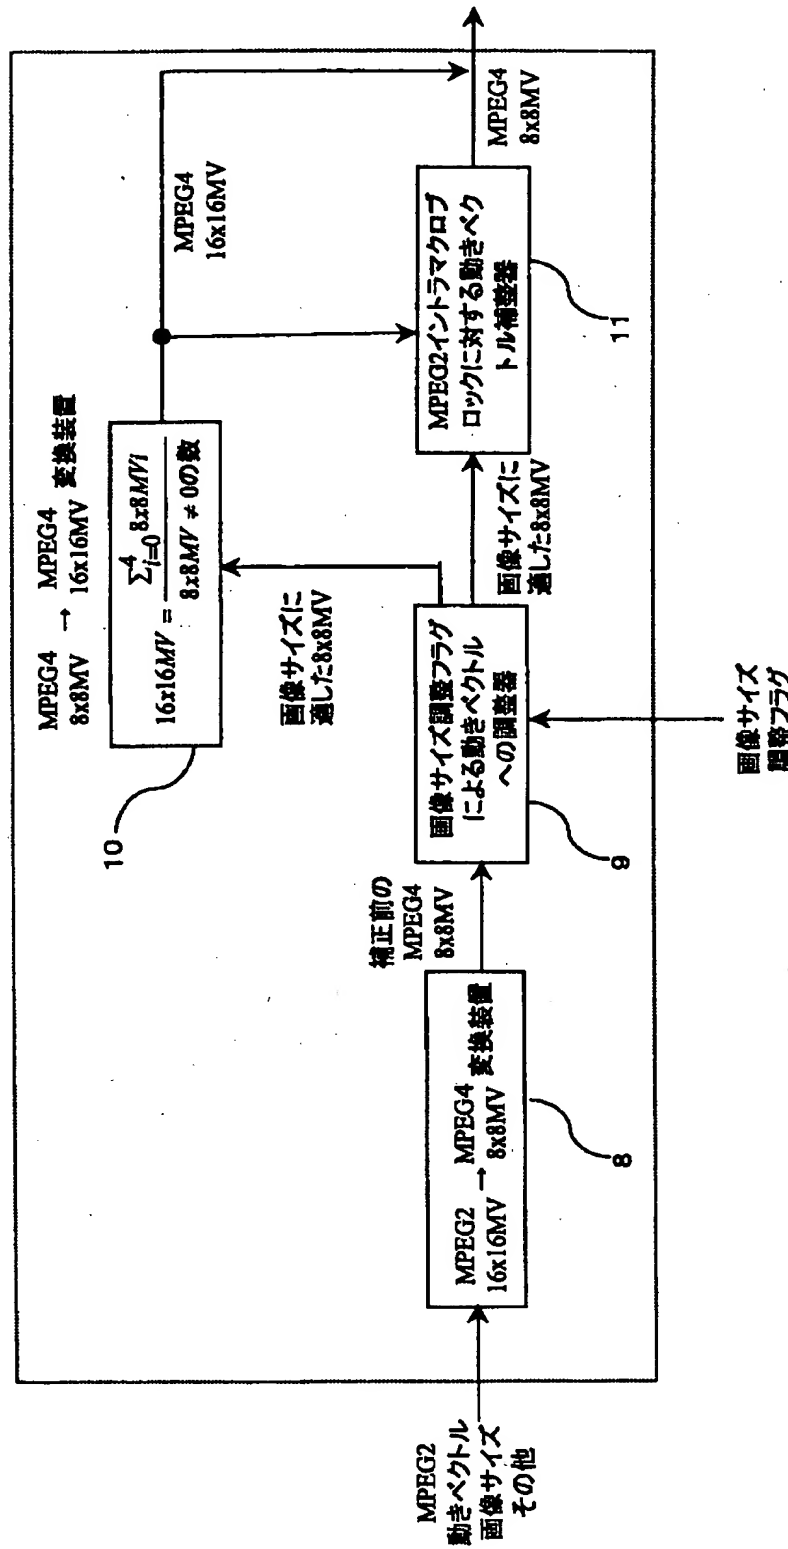 MPEG4 → MPEG4 変換装置
8x8MV 16x16MV
10
16x16MV = Σ_{i=0}^{4} 8x8MVi / 8x8MV ≠ 0の数
MPEG4
16x16MV
画像サイズに
適した8x8MV
MPEG2
動きベクトル
画像サイズ
その他
MPEG2 → MPEG4 変換装置
16x16MV 8x8MV
8
補正前の
MPEG4
8x8MV
画像サイズ調整フラグ
による動きベクトル
への調整器
9
画像サイズ
調整フラグ
画像サイズに
適した8x8MV
MPEG2イントラマクロブ
ロックに対する動きベク
トル補整器
11
MPEG4
8x8MV